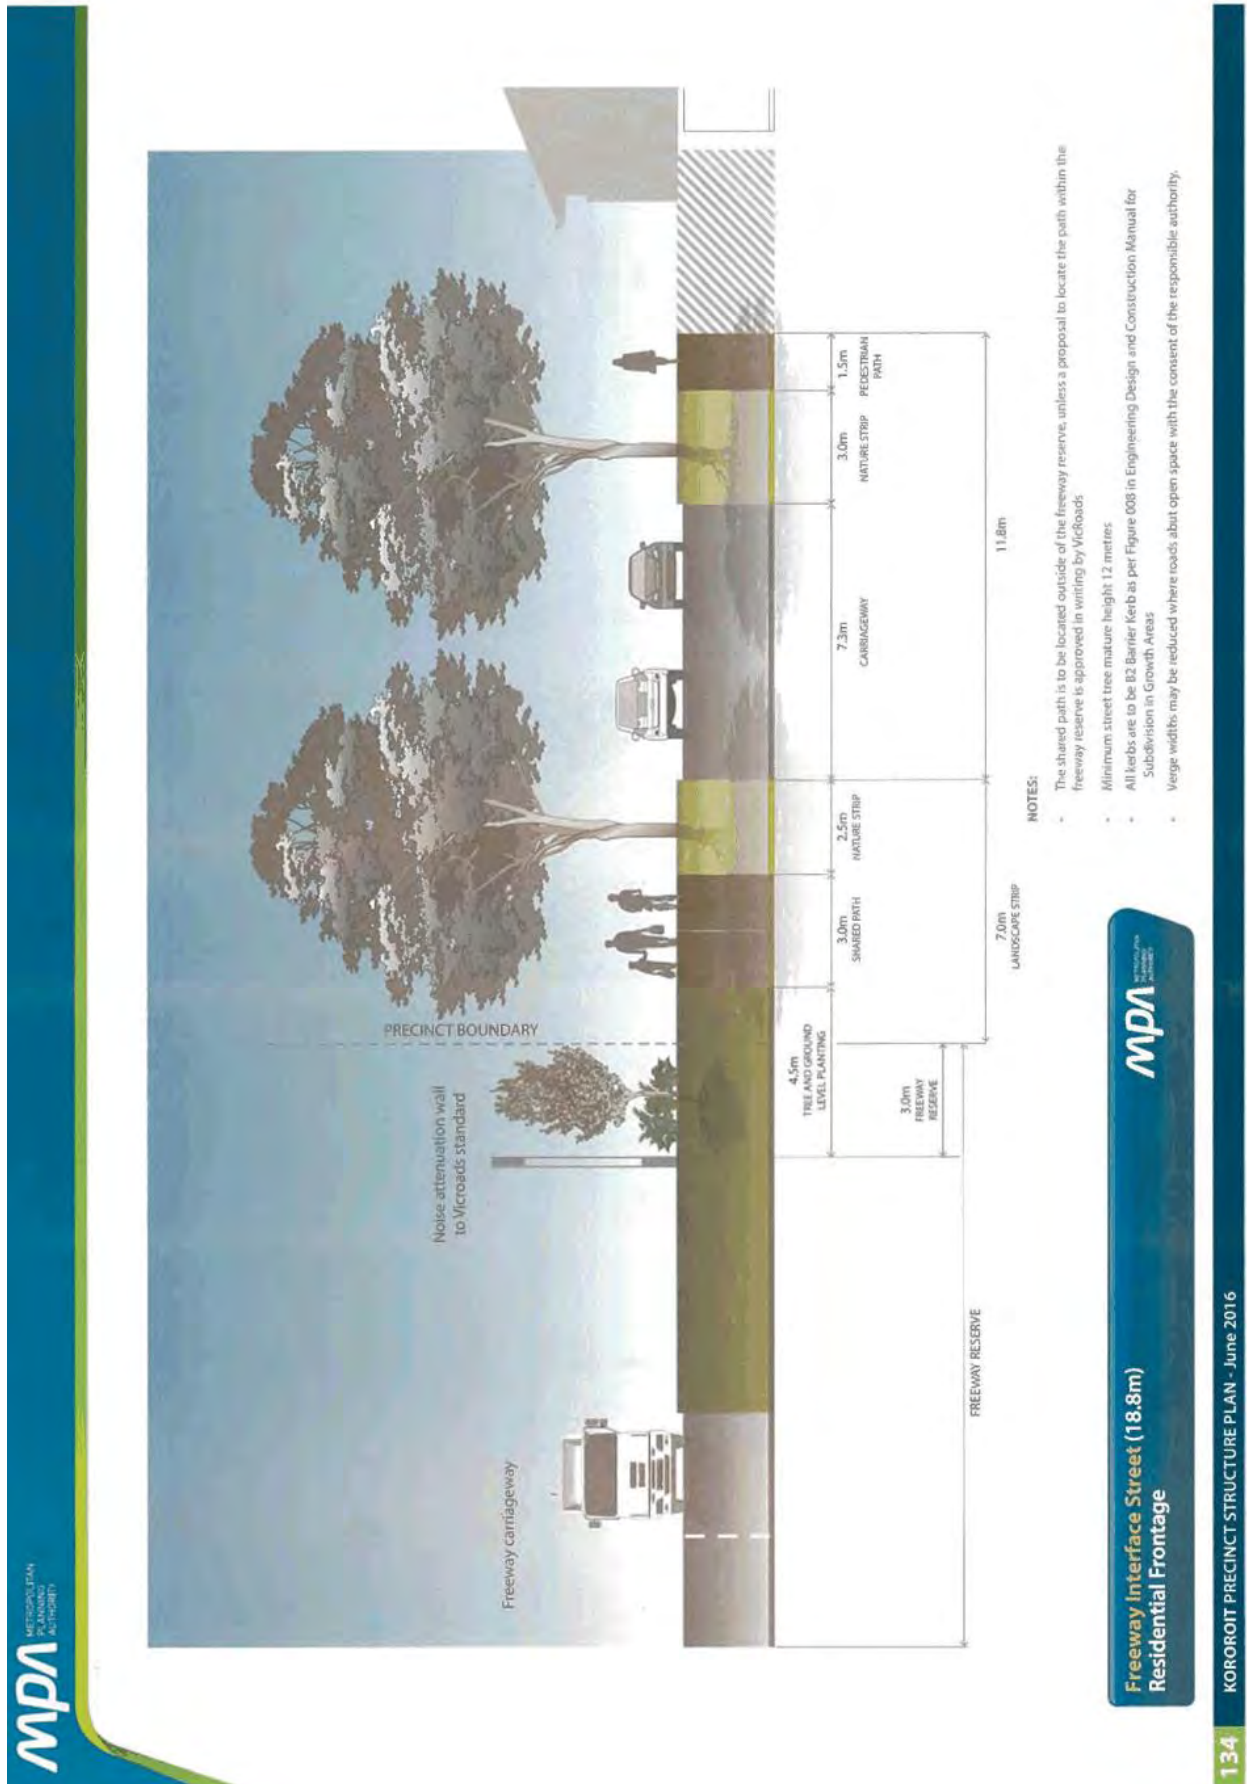 mpa
METROPOLITAN
PLANNING
AUTHORITY
Freeway carriageway
Noise attenuation wall
to Vicroads standard
PRECINCT BOUNDARY
4.5m
TREE AND GROUND
LEVEL PLANTING
3.0m
SHARED PATH
2.5m
NATURE STRIP
7.3m
CARRIAGEWAY
3.0m
NATURE STRIP
1.5m
PEDESTRIAN
PATH
3.0m
FREEWAY
RESERVE
FREEWAY RESERVE
7.0m
LANDSCAPE STRIP
11.8m
NOTES:
The shared path is to be located outside of the freeway reserve, unless a proposal to locate the path within the
freeway reserve is approved in writing by VicRoads
Minimum street tree mature height 12 metres
All kerbs are to be B2 Barrier Kerb as per Figure 008 in Engineering Design and Construction Manual for
Subdivision in Growth Areas
Verge widths may be reduced where roads abut open space with the consent of the responsible authority.
Freeway Interface Street (18.8m)
Residential Frontage
mpa
METROPOLITAN
PLANNING
AUTHORITY
134
KOROROIT PRECINCT STRUCTURE PLAN - June 2016